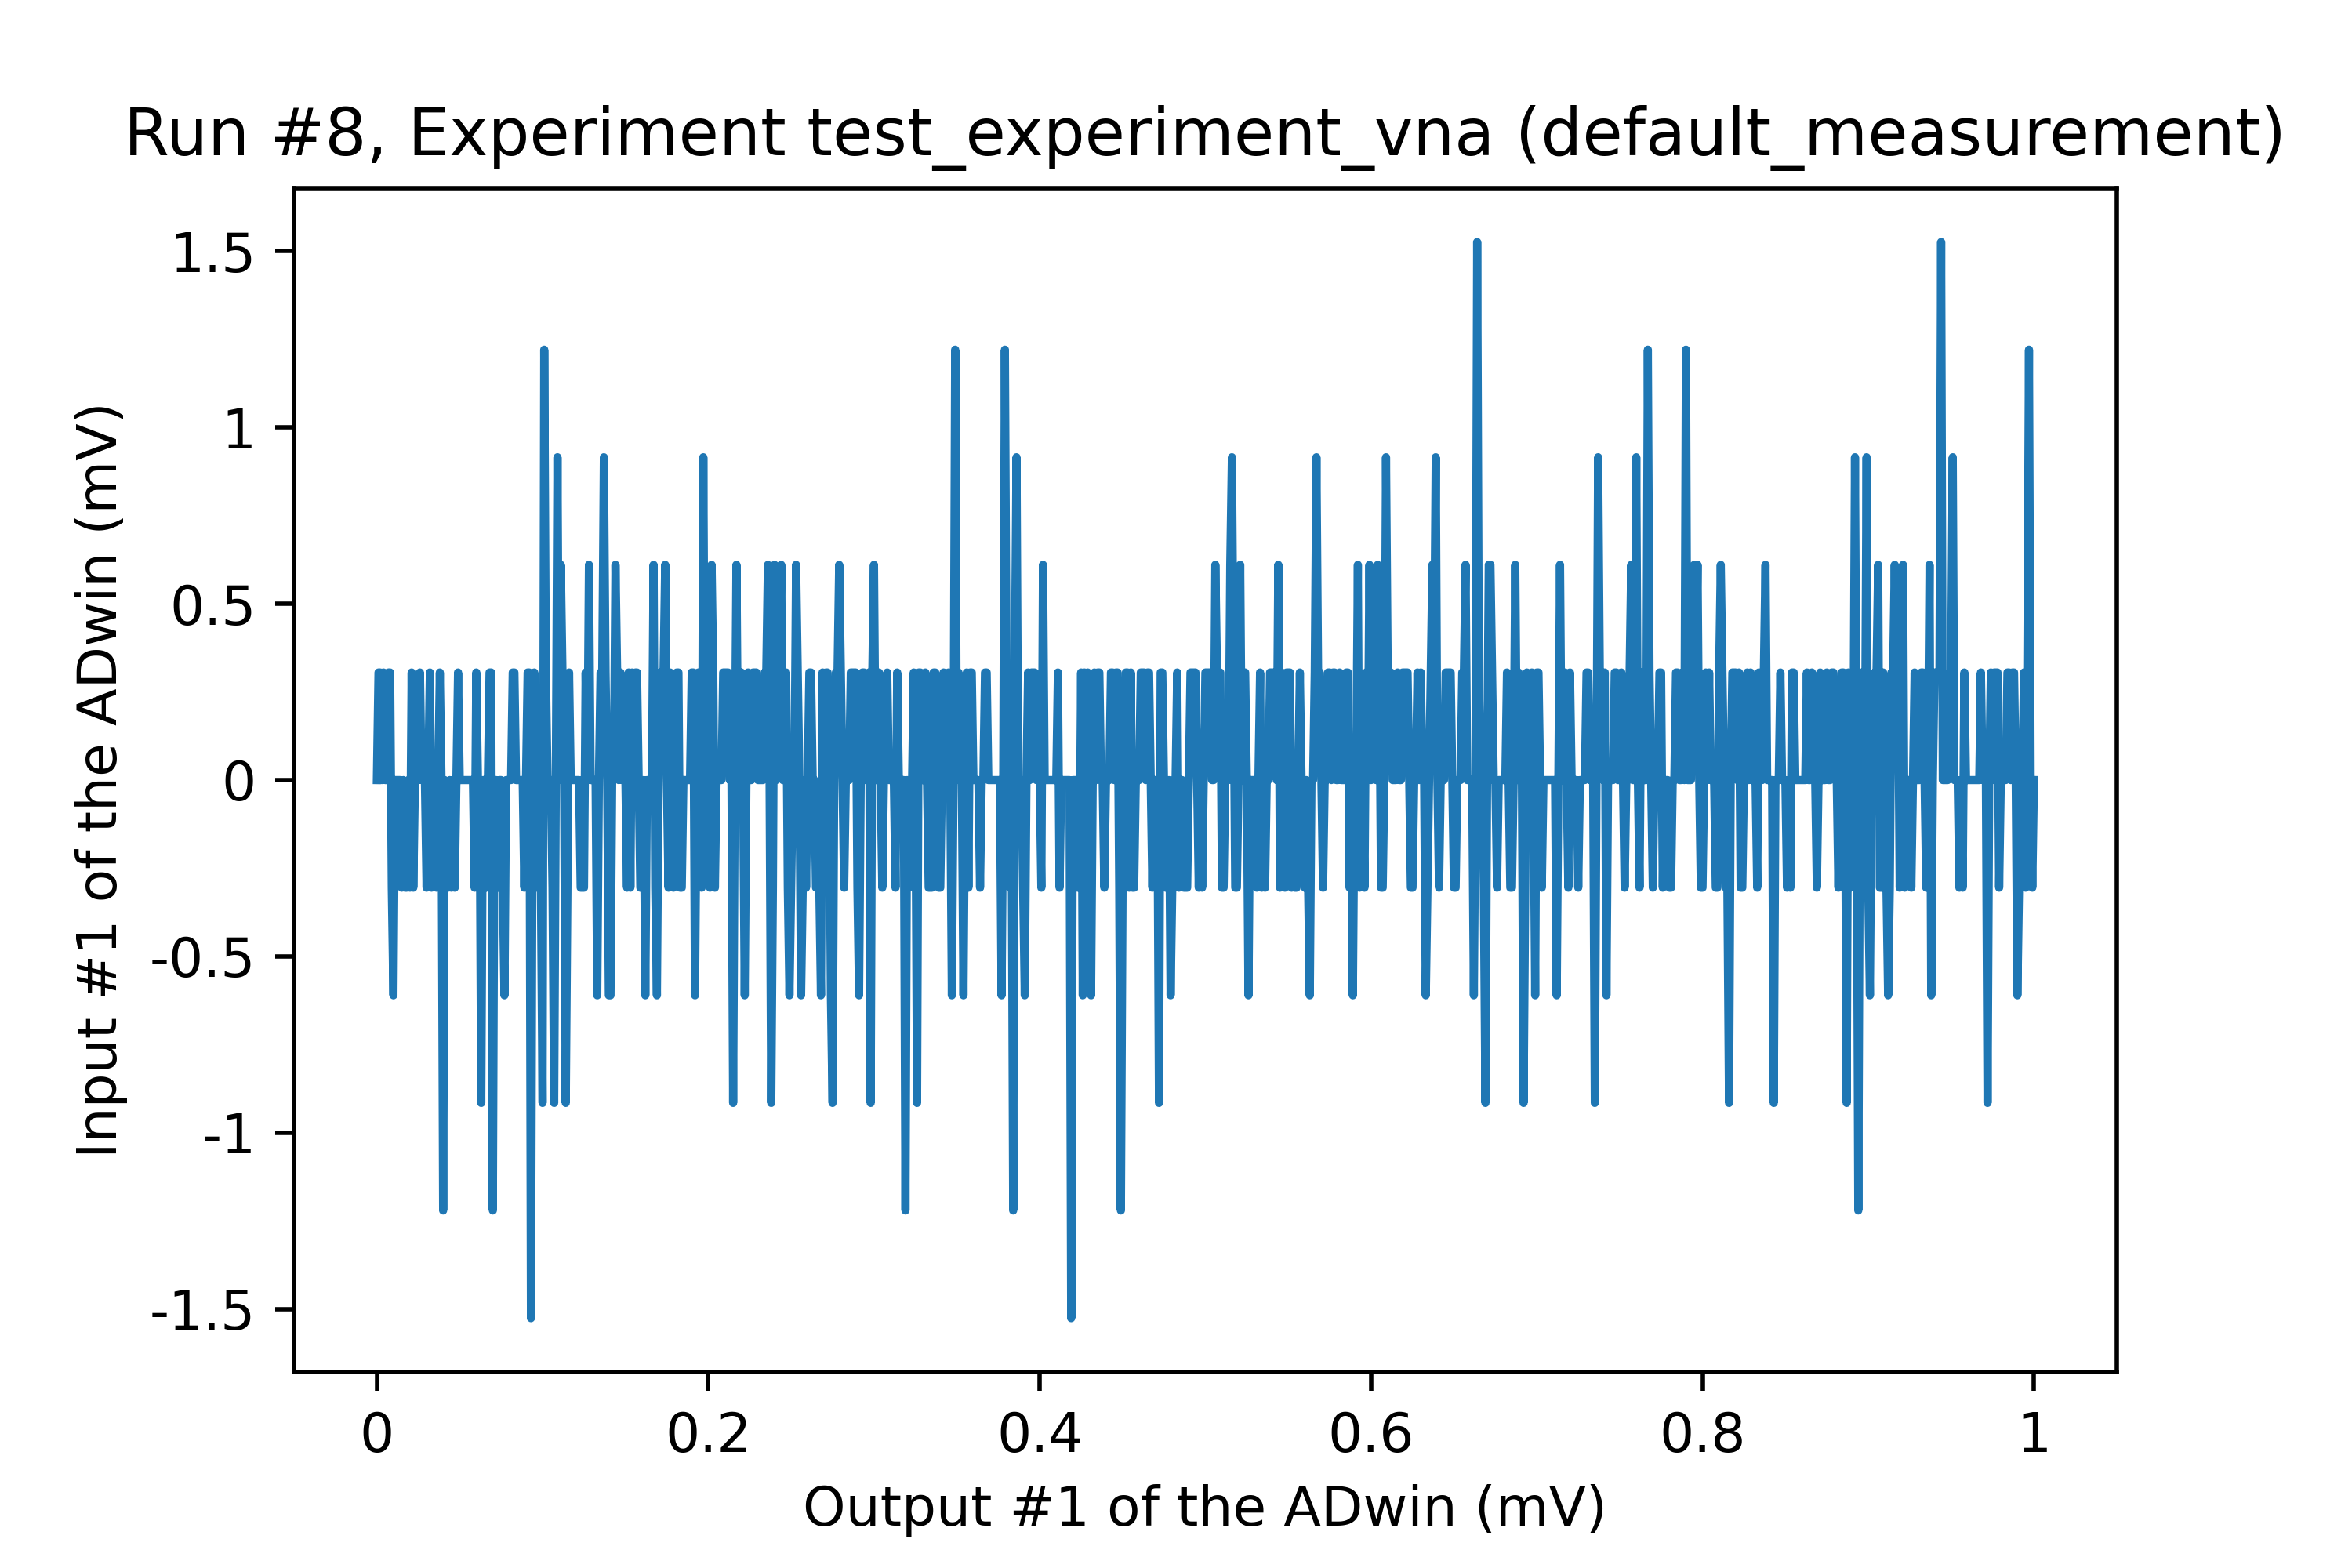 Run #8, Experiment test_experiment_vna (default_measurement)
Input #1 of the ADwin (mV)
1.5
1
0.5
0
-0.5
-1
-1.5
0 0.2 0.4 0.6 0.8 1
Output #1 of the ADwin (mV)